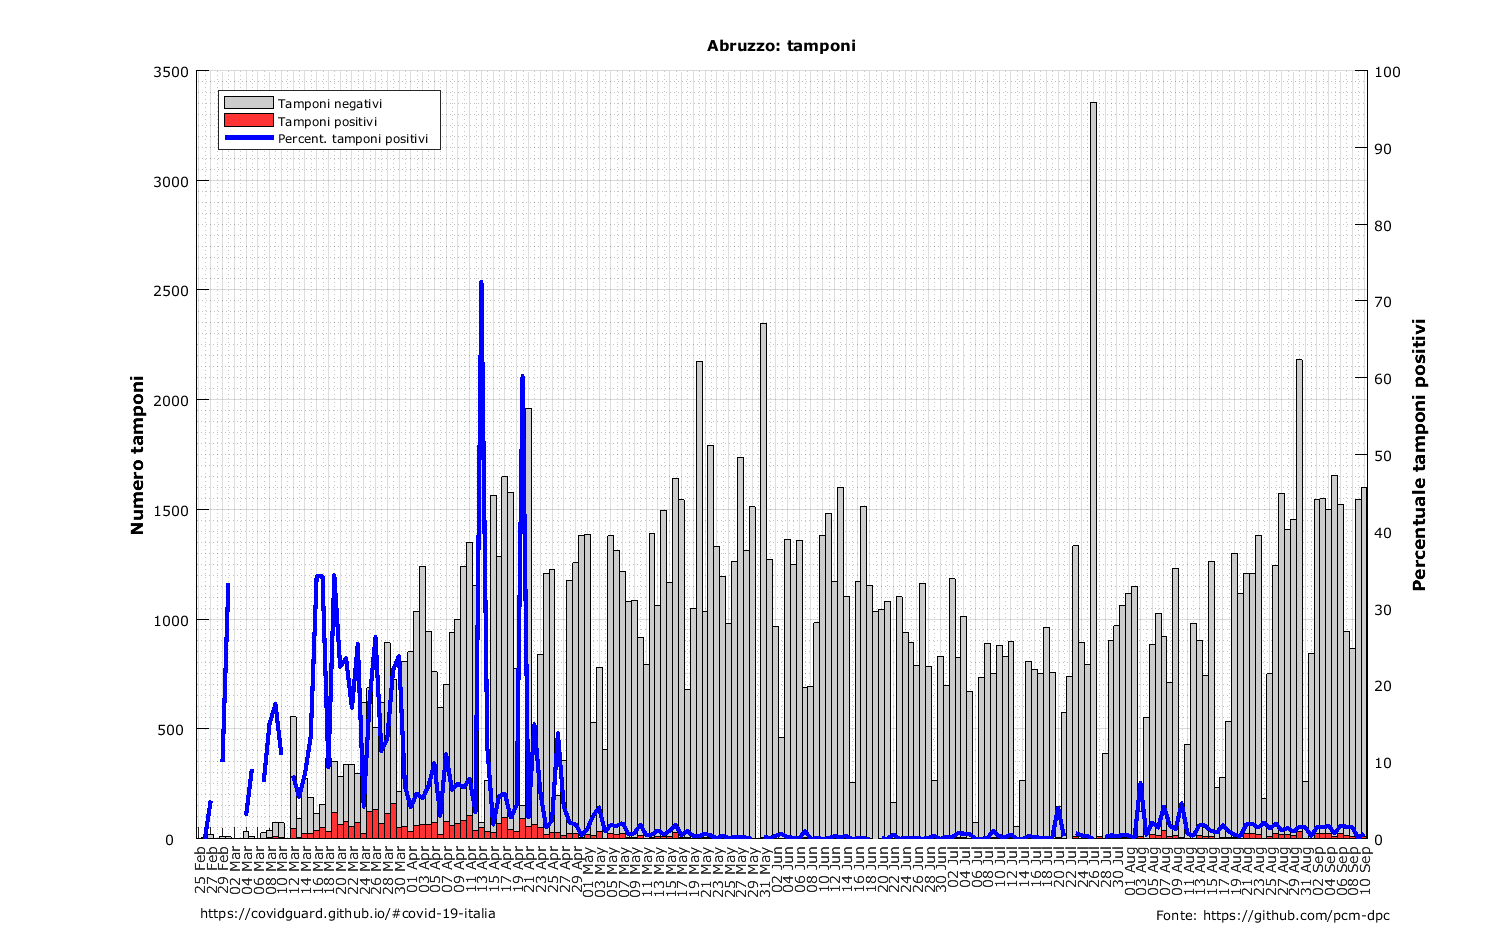 Abruzzo: tamponi
3500
3000
2500
2000
1500
1000
500
0
100
90
80
70
60
50
40
30
20
10
0
Tamponi negativi
Tamponi positivi
Percent. tamponi positivi
Numero tamponi
Percentuale tamponi positivi
25 Feb
27 Feb
29 Feb
02 Mar
04 Mar
06 Mar
08 Mar
10 Mar
12 Mar
14 Mar
16 Mar
18 Mar
20 Mar
22 Mar
24 Mar
26 Mar
28 Mar
30 Mar
01 Apr
03 Apr
05 Apr
07 Apr
09 Apr
11 Apr
13 Apr
15 Apr
17 Apr
19 Apr
21 Apr
23 Apr
25 Apr
27 Apr
29 Apr
01 May
03 May
05 May
07 May
09 May
11 May
13 May
15 May
17 May
19 May
21 May
23 May
25 May
27 May
29 May
31 May
02 Jun
04 Jun
06 Jun
08 Jun
10 Jun
12 Jun
14 Jun
16 Jun
18 Jun
20 Jun
22 Jun
24 Jun
26 Jun
28 Jun
30 Jun
02 Jul
04 Jul
06 Jul
08 Jul
10 Jul
12 Jul
14 Jul
16 Jul
18 Jul
20 Jul
22 Jul
24 Jul
26 Jul
28 Jul
30 Jul
01 Aug
03 Aug
05 Aug
07 Aug
09 Aug
11 Aug
13 Aug
15 Aug
17 Aug
19 Aug
21 Aug
23 Aug
25 Aug
27 Aug
29 Aug
31 Aug
02 Sep
04 Sep
06 Sep
08 Sep
10 Sep
https://covidguard.github.io/#covid-19-italia
Fonte: https://github.com/pcm-dpc